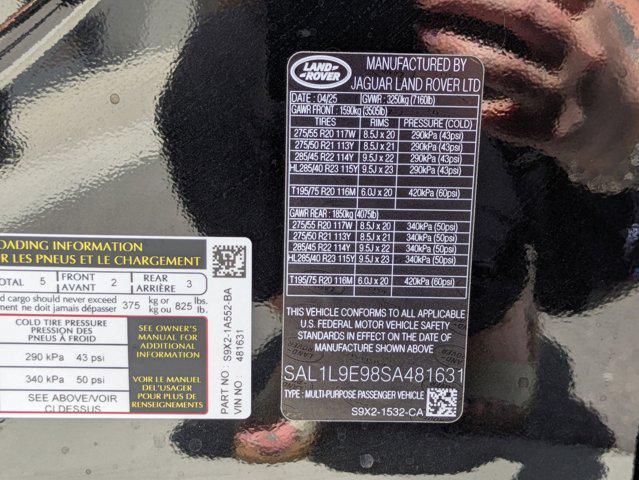 LAND ROVER
MANUFACTURED BY
JAGUAR LAND ROVER LTD
DATE : 04/25 GVWR : 3250kg (7160lb)
GAWR FRONT : 1590kg (3505lb)
TIRES RIMS PRESSURE (COLD)
275/55 R20 117W 8.5J x 20 290kPa (43psi)
275/50 R21 113Y 8.5J x 21 290kPa (43psi)
285/45 R22 114Y 9.5J x 22 290kPa (43psi)
HL285/40 R23 115Y 9.5J x 23 290kPa (43psi)
T195/75 R20 116M 6.0J x 20 420kPa (60psi)
GAWR REAR : 1850kg (4075lb)
275/55 R20 117W 8.5J x 20 340kPa (50psi)
275/50 R21 113Y 8.5J x 21 340kPa (50psi)
285/45 R22 114Y 9.5J x 22 340kPa (50psi)
HL285/40 R23 115Y 9.5J x 23 340kPa (50psi)
T195/75 R20 116M 6.0J x 20 420kPa (60psi)
THIS VEHICLE CONFORMS TO ALL APPLICABLE
U.S. FEDERAL MOTOR VEHICLE SAFETY
STANDARDS IN EFFECT ON THE DATE OF
MANUFACTURE SHOWN ABOVE
SAL1L9E98SA481631
TYPE : MULTI-PURPOSE PASSENGER VEHICLE
S9X2-1532-CA
LOADING INFORMATION
LES PNEUS ET LE CHARGEMENT
TOTAL 5 FRONT AVANT 2 REAR ARRIÈRE 3
d cargo should never exceed 375 kg or 825 lbs.
ment ne doit jamais dépasser kg ou lb.
COLD TIRE PRESSURE
PRESSION DES
PNEUS À FROID
290 kPa 43 psi
340 kPa 50 psi
SEE ABOVE/VOIR
CI DESSUS
SEE OWNER'S
MANUAL FOR
ADDITIONAL
INFORMATION
VOIR LE MANUEL
DE L'USAGER
POUR PLUS DE
RENSEIGNEMENTS
PART NO - S9X2-1A552-BA
VIN NO 481631